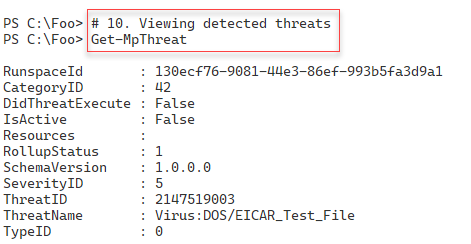 PS C:\Foo> # 10. Viewing detected threats
PS C:\Foo> Get-MpThreat
RunspaceId : 130ecf76-9081-44e3-86ef-993b5fa3d9a1
CategoryID : 42
DidThreatExecute : False
IsActive : False
Resources :
RollupStatus : 1
SchemaVersion : 1.0.0.0
SeverityID : 5
ThreatID : 2147519003
ThreatName : Virus:DOS/EICAR_Test_File
TypeID : 0